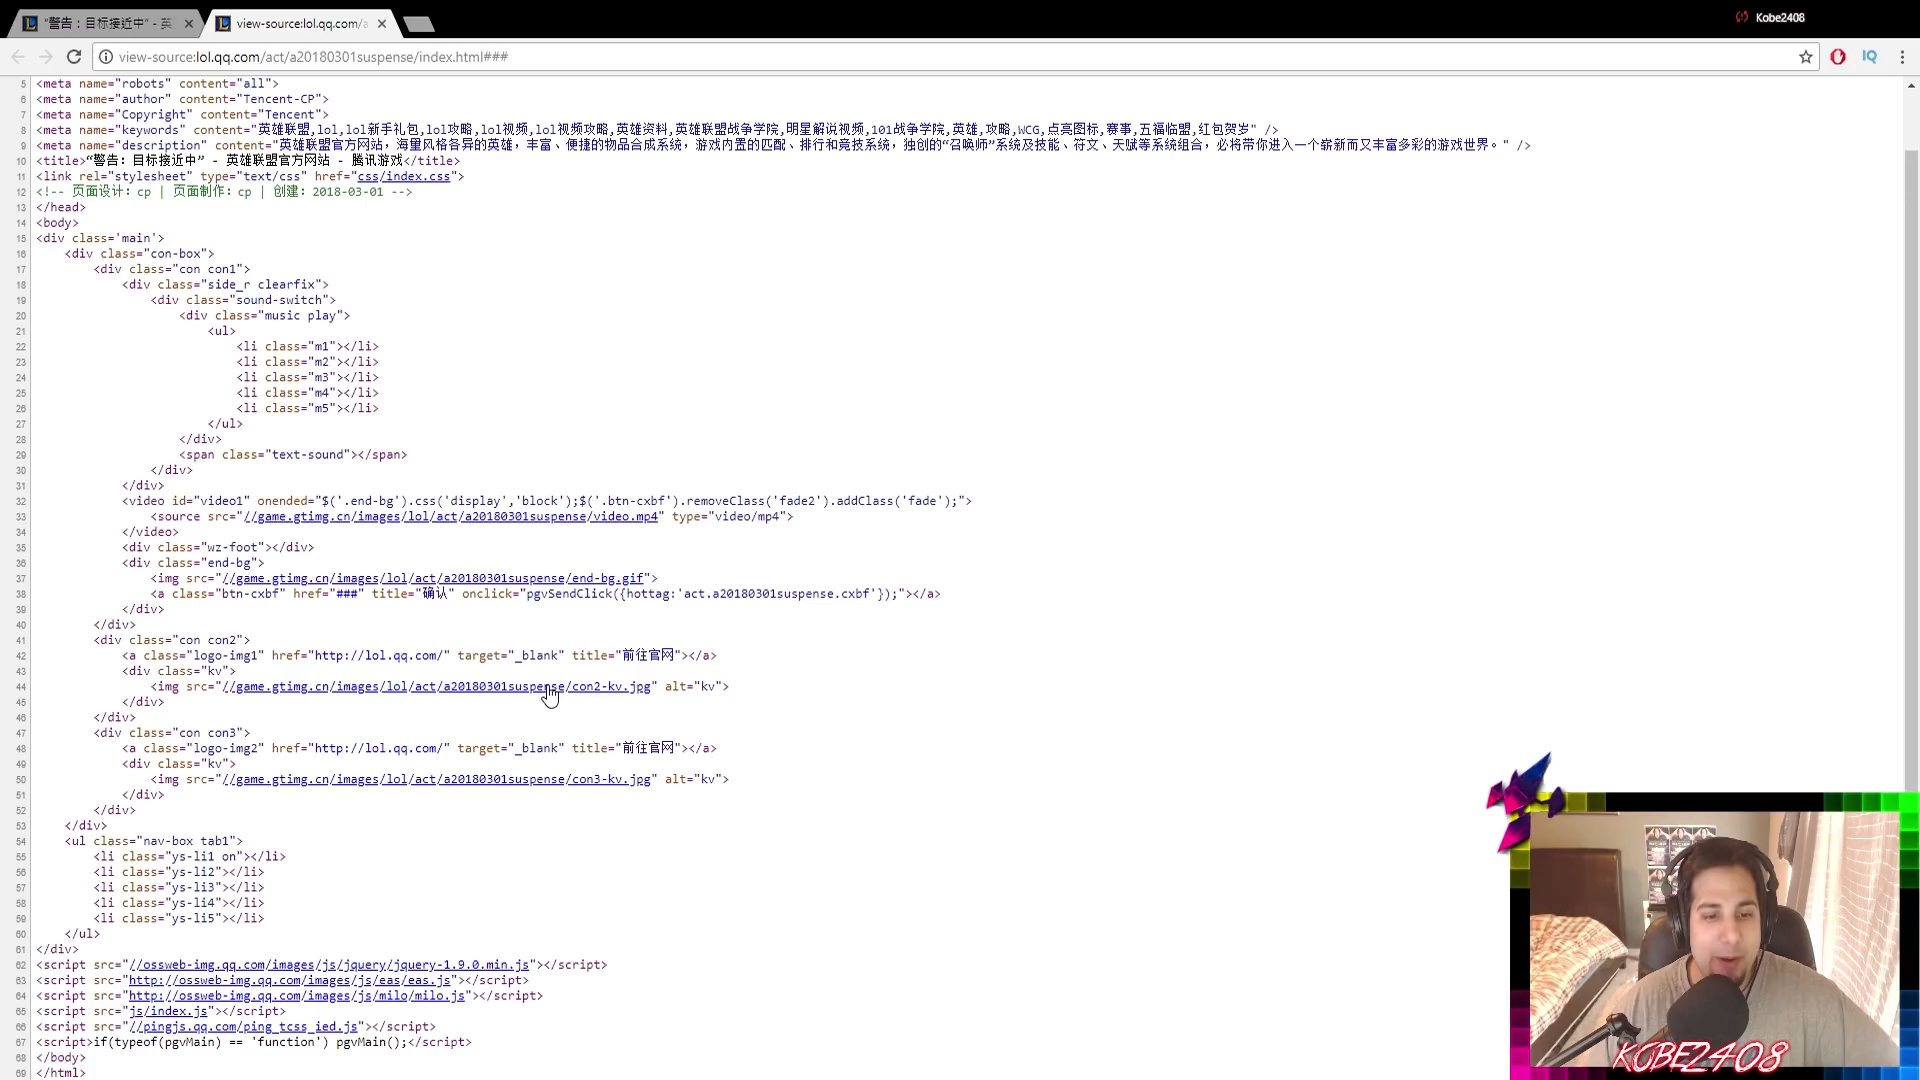 "警告：目标接近中" - 英
view-source:lol.qq.com/a
Kobe2408
view-source:lol.qq.com/act/a20180301suspense/index.html###
IQ
5 <meta name="robots" content="all">
6 <meta name="author" content="Tencent-CP">
7 <meta name="Copyright" content="Tencent">
8 <meta name="keywords" content="英雄联盟,lol,lol新手礼包,lol攻略,lol视频,lol视频攻略,英雄资料,英雄联盟战争学院,明星解说视频,101战争学院,英雄,攻略,WCG,点亮图标,赛事,五福临盟,红包贺岁" />
9 <meta name="description" content="英雄联盟官方网站，海量风格各异的英雄，丰富、便捷的物品合成系统，游戏内置的匹配、排行和竞技系统，独创的“召唤师”系统及技能、符文、天赋等系统组合，必将带你进入一个崭新而又丰富多彩的游戏世界。" />
10 <title>“警告：目标接近中” - 英雄联盟官方网站 - 腾讯游戏</title>
11 <link rel="stylesheet" type="text/css" href="css/index.css">
12 <!-- 页面设计：cp | 页面制作：cp | 创建：2018-03-01 -->
13 </head>
14 <body>
15 <div class='main'>
16 <div class="con-box">
17 <div class="con con1">
18 <div class="side_r clearfix">
19 <div class="sound-switch">
20 <div class="music play">
21 <ul>
22 <li class="m1"></li>
23 <li class="m2"></li>
24 <li class="m3"></li>
25 <li class="m4"></li>
26 <li class="m5"></li>
27 </ul>
28 </div>
29 <span class="text-sound"></span>
30 </div>
31 </div>
32 <video id="video1" onended="$('.end-bg').css('display','block');$('.btn-cxbf').removeClass('fade2').addClass('fade');">
33 <source src="//game.gtimg.cn/images/lol/act/a20180301suspense/video.mp4" type="video/mp4">
34 </video>
35 <div class="wz-foot"></div>
36 <div class="end-bg">
37 <img src="//game.gtimg.cn/images/lol/act/a20180301suspense/end-bg.gif">
38 <a class="btn-cxbf" href="###" title="确认" onclick="pgvSendClick({hottag:'act.a20180301suspense.cxbf'});"></a>
39 </div>
40 </div>
41 <div class="con con2">
42 <a class="logo-img1" href="http://lol.qq.com/" target="_blank" title="前往官网"></a>
43 <div class="kv">
44 <img src="//game.gtimg.cn/images/lol/act/a20180301suspense/con2-kv.jpg" alt="kv">
45 </div>
46 </div>
47 <div class="con con3">
48 <a class="logo-img2" href="http://lol.qq.com/" target="_blank" title="前往官网"></a>
49 <div class="kv">
50 <img src="//game.gtimg.cn/images/lol/act/a20180301suspense/con3-kv.jpg" alt="kv">
51 </div>
52 </div>
53 </div>
54 <ul class="nav-box tab1">
55 <li class="ys-li1 on"></li>
56 <li class="ys-li2"></li>
57 <li class="ys-li3"></li>
58 <li class="ys-li4"></li>
59 <li class="ys-li5"></li>
60 </ul>
61 </div>
62 <script src="//ossweb-img.qq.com/images/js/jquery/jquery-1.9.0.min.js"></script>
63 <script src="http://ossweb-img.qq.com/images/js/eas/eas.js"></script>
64 <script src="http://ossweb-img.qq.com/images/js/milo/milo.js"></script>
65 <script src="js/index.js"></script>
66 <script src="//pingjs.qq.com/ping_tcss_ied.js"></script>
67 <script>if(typeof(pgvMain) == 'function') pgvMain();</script>
68 </body>
69 </html>
KOBE2408